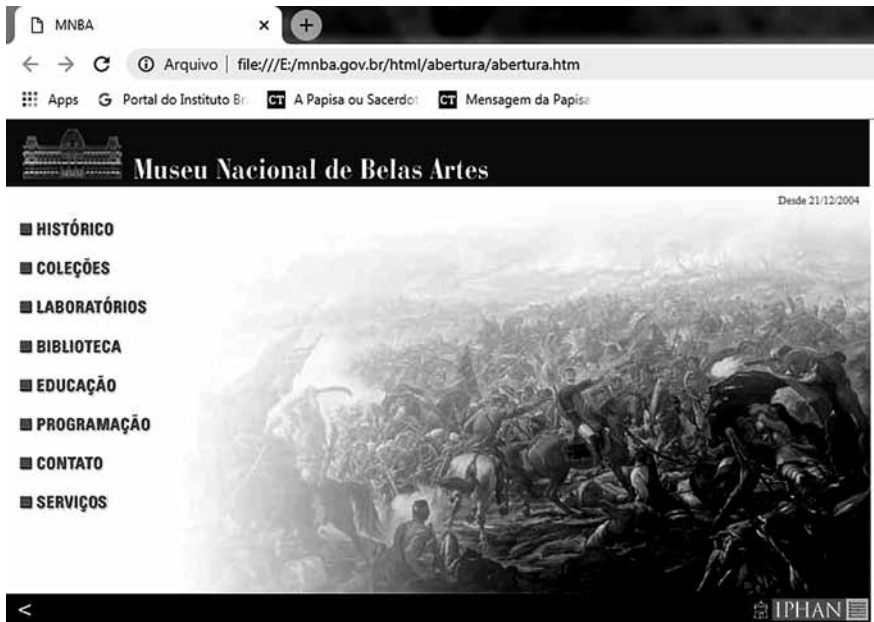 MNBA
Arquivo | file:///E:/mnba.gov.br/html/abertura/abertura.htm
Apps Portal do Instituto Br A Papisa ou Sacerdot Mensagem da Papisa
Museu Nacional de Belas Artes
Desde 21/12/2004
HISTÓRICO
COLEÇÕES
LABORATÓRIOS
BIBLIOTECA
EDUCAÇÃO
PROGRAMAÇÃO
CONTATO
SERVIÇOS
< IPHAN